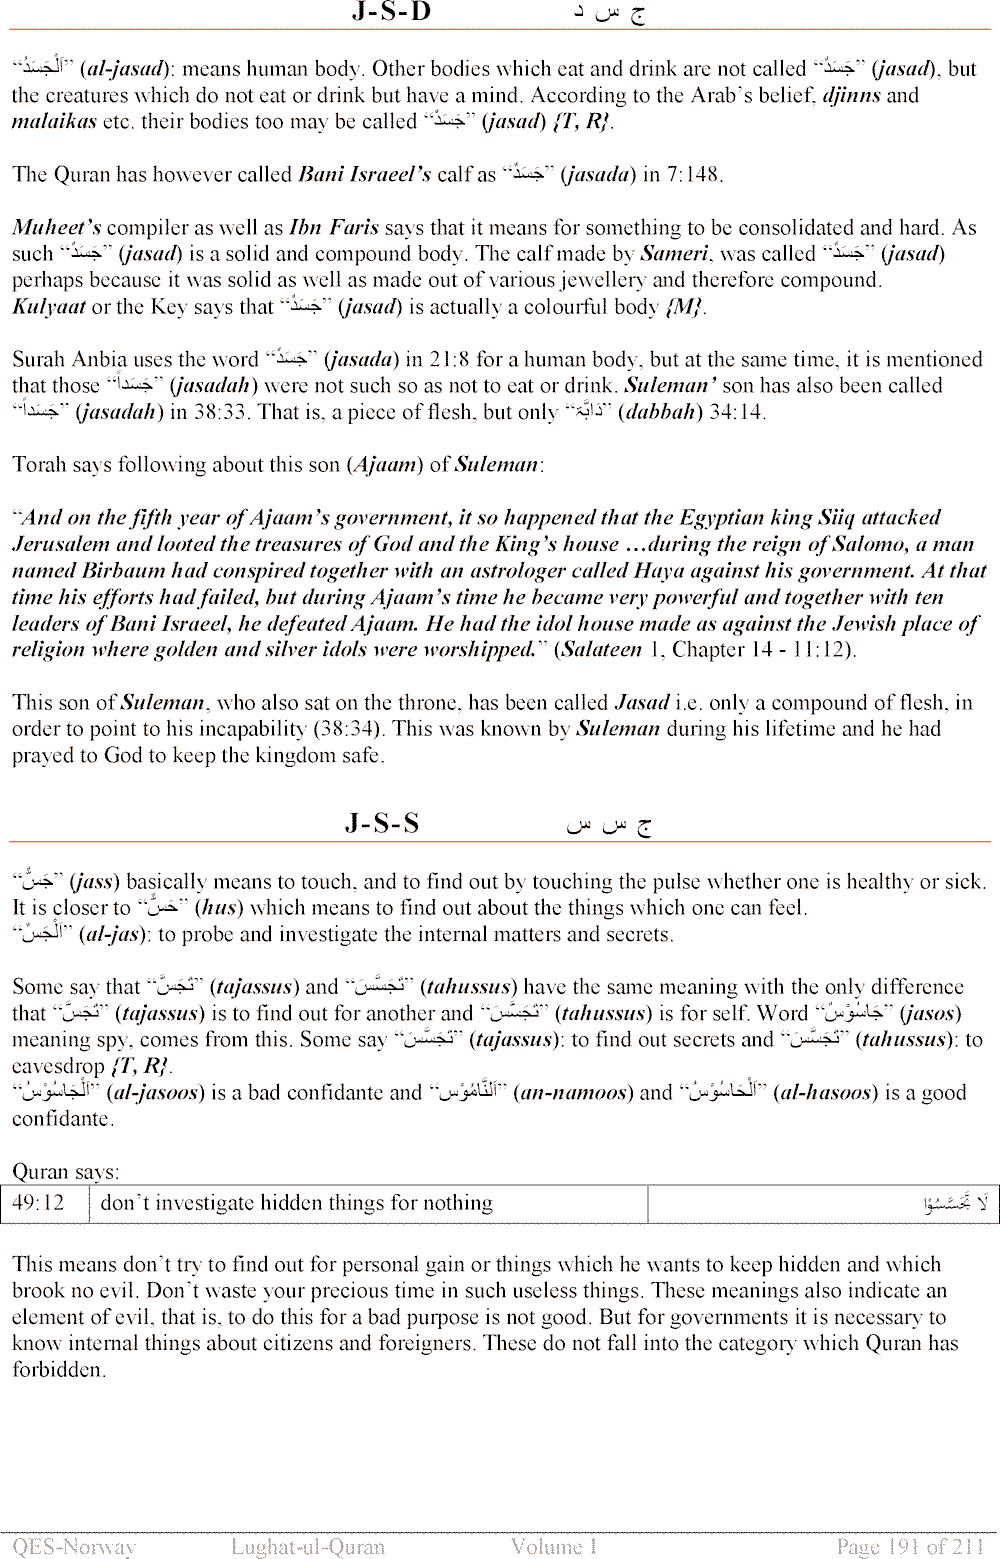 J-S-D ج س د
“اَلْجَسَدُ” (al-jasad): means human body. Other bodies which eat and drink are not called “جَسَدٌ” (jasad), but
the creatures which do not eat or drink but have a mind. According to the Arab’s belief, djinns and
malaikas etc. their bodies too may be called “جَسَدٌ” (jasad) {T, R}.
The Quran has however called Bani Israeel’s calf as “جَسَدٌ” (jasada) in 7:148.
Muheet’s compiler as well as Ibn Faris says that it means for something to be consolidated and hard. As
such “جَسَدٌ” (jasad) is a solid and compound body. The calf made by Sameri, was called “جَسَدٌ” (jasad)
perhaps because it was solid as well as made out of various jewellery and therefore compound.
Kulyaat or the Key says that “جَسَدٌ” (jasad) is actually a colourful body {M}.
Surah Anbia uses the word “جَسَدٌ” (jasada) in 21:8 for a human body, but at the same time, it is mentioned
that those “جَسَداً” (jasadah) were not such so as not to eat or drink. Suleman’ son has also been called
“جَسَداً” (jasadah) in 38:33. That is, a piece of flesh, but only “دَابَّۃ” (dabbah) 34:14.
Torah says following about this son (Ajaam) of Suleman:
“And on the fifth year of Ajaam’s government, it so happened that the Egyptian king Siiq attacked
Jerusalem and looted the treasures of God and the King’s house …during the reign of Salomo, a man
named Birbaum had conspired together with an astrologer called Haya against his government. At that
time his efforts had failed, but during Ajaam’s time he became very powerful and together with ten
leaders of Bani Israeel, he defeated Ajaam. He had the idol house made as against the Jewish place of
religion where golden and silver idols were worshipped.” (Salateen 1, Chapter 14 - 11:12).
This son of Suleman, who also sat on the throne, has been called Jasad i.e. only a compound of flesh, in
order to point to his incapability (38:34). This was known by Suleman during his lifetime and he had
prayed to God to keep the kingdom safe.
J-S-S ج س س
“جَسٌّ” (jass) basically means to touch, and to find out by touching the pulse whether one is healthy or sick.
It is closer to “حَسٌّ” (hus) which means to find out about the things which one can feel.
“اَلْجَسُّ” (al-jas): to probe and investigate the internal matters and secrets.
Some say that “تَجَسَّ” (tajassus) and “تَجَسَّسَ” (tahussus) have the same meaning with the only difference
that “تَجَسَّ” (tajassus) is to find out for another and “تَجَسَّسَ” (tahussus) is for self. Word “جَاسُوْسٌ” (jasos)
meaning spy, comes from this. Some say “تَجَسَّسَ” (tajassus): to find out secrets and “تَجَسَّسَ” (tahussus): to
eavesdrop {T, R}.
“اَلْجَاسُوْسُ” (al-jasoos) is a bad confidante and “اَلنَّامُوْس” (an-namoos) and “اَلْحَاسُوْسُ” (al-hasoos) is a good
confidante.
Quran says:
49:12 don’t investigate hidden things for nothing لَا تَجَسَّسُوْا
This means don’t try to find out for personal gain or things which he wants to keep hidden and which
brook no evil. Don’t waste your precious time in such useless things. These meanings also indicate an
element of evil, that is, to do this for a bad purpose is not good. But for governments it is necessary to
know internal things about citizens and foreigners. These do not fall into the category which Quran has
forbidden.
QES-Norway Lughat-ul-Quran Volume 1 Page 191 of 211